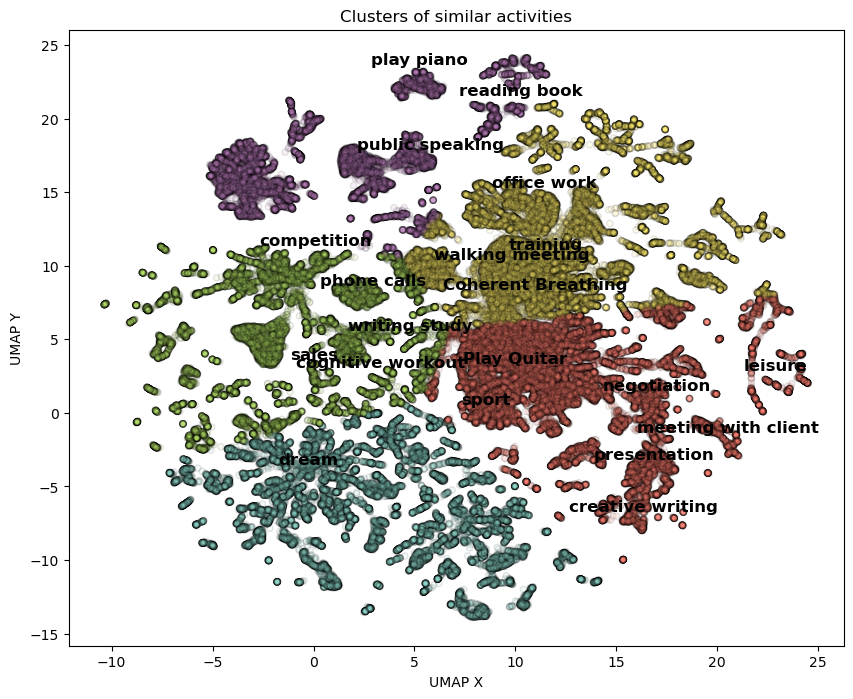 Clusters of similar activities
25
20
15
10
5
0
−5
−10
−15
UMAP Y
play piano
reading book
public speaking
office work
competition
training
walking meeting
phone calls
Coherent Breathing
writing study
sales
cognitive workout
Play Quitar
leisure
negotiation
sport
meeting with client
dream
presentation
creative writing
−10
−5
0
5
10
15
20
25
UMAP X